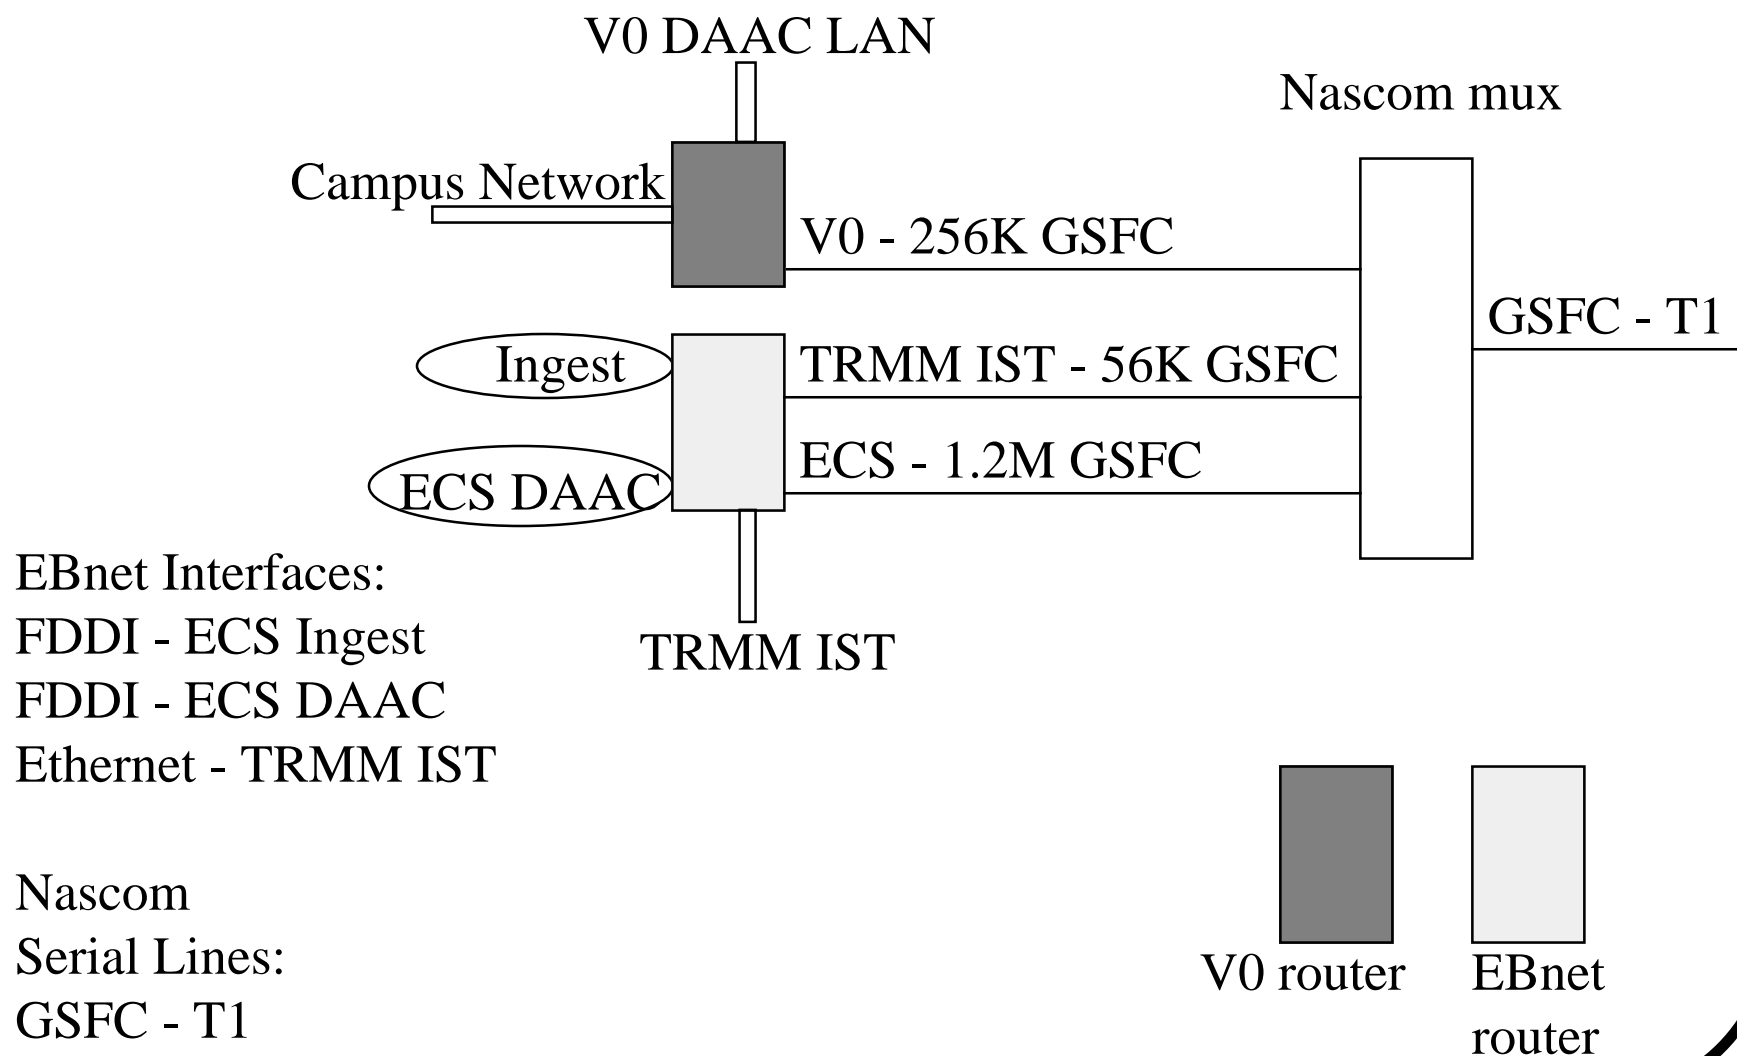 V0 DAAC LAN
Nascom mux
Campus Network
V0 - 256K GSFC
GSFC - T1
Ingest
TRMM IST - 56K GSFC
ECS DAAC
ECS - 1.2M GSFC
TRMM IST
EBnet Interfaces:
FDDI - ECS Ingest
FDDI - ECS DAAC
Ethernet - TRMM IST
Nascom
Serial Lines:
GSFC - T1
V0 router
EBnet
router